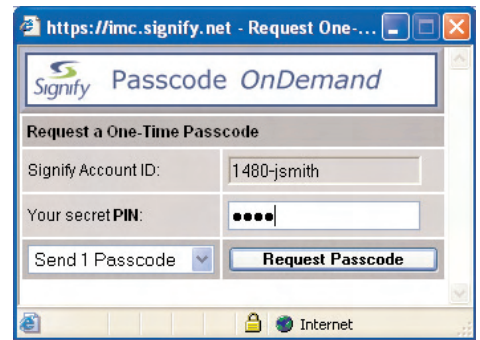 https://imc.signify.net - Request One-...
Signify Passcode OnDemand
Request a One-Time Passcode
Signify Account ID: 1480-jsmith
Your secret PIN: ●●●●
Send 1 Passcode Request Passcode
Internet